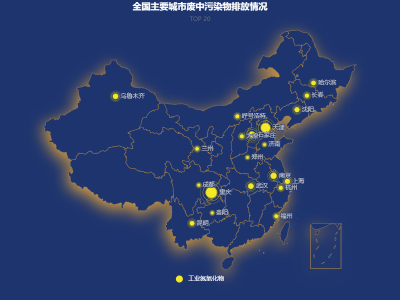 全国主要城市废中污染物排放情况
TOP 20
哈尔滨
乌鲁木齐
长春
沈阳
呼和浩特
天津
石家庄
济南
兰州
郑州
成都
重庆
武汉
南京
上海
杭州
贵阳
昆明
福州
工业氮氧化物